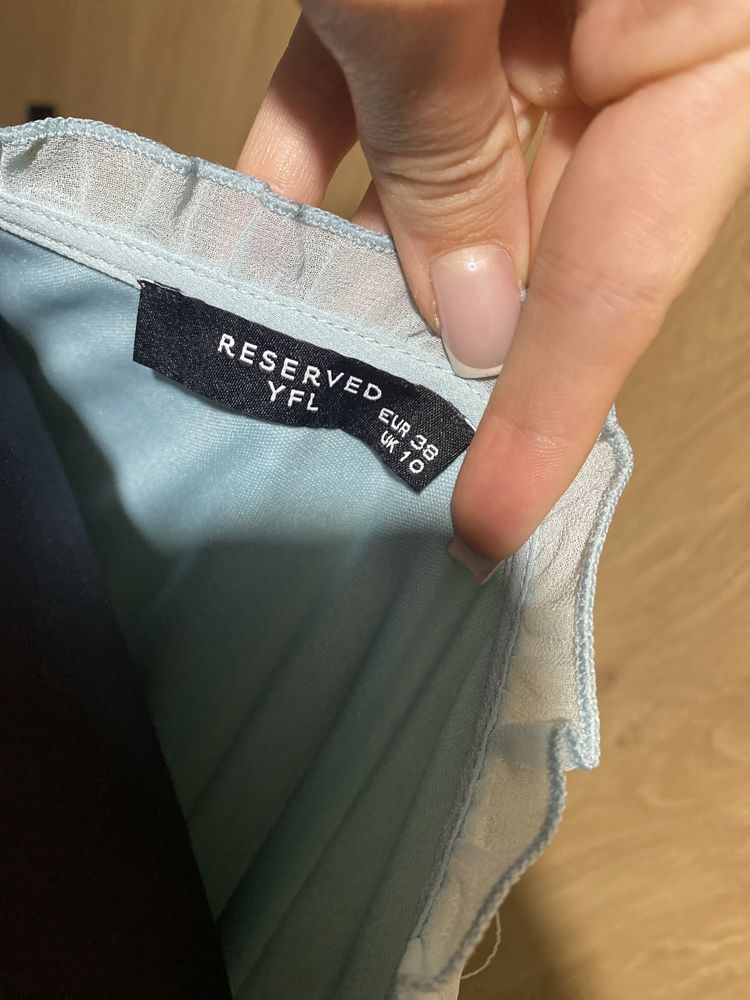 RESERVED
YFL
EUR 38
UK 10